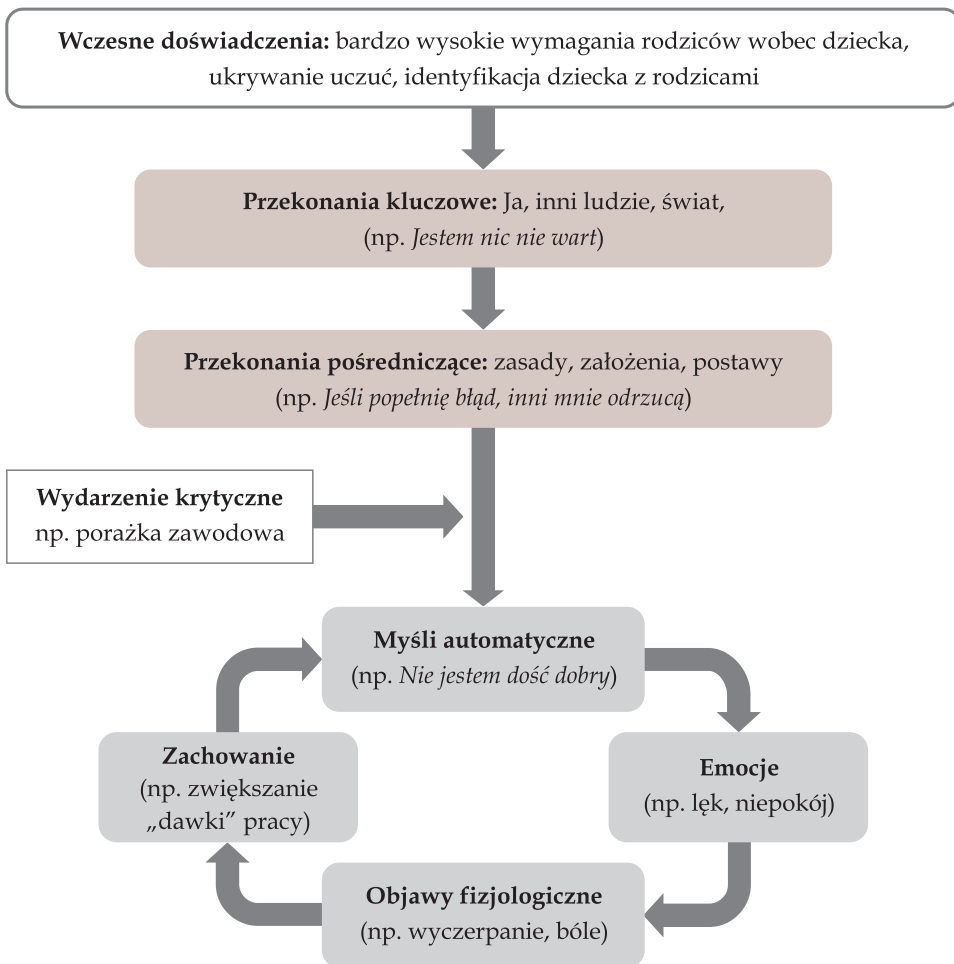 Wczesne doświadczenia: bardzo wysokie wymagania rodziców wobec dziecka,
ukrywanie uczuć, identyfikacja dziecka z rodzicami
Przekonania kluczowe: Ja, inni ludzie, świat,
(np. Jestem nic nie wart)
Przekonania pośredniczące: zasady, założenia, postawy
(np. Jeśli popełnię błąd, inni mnie odrzucą)
Wydarzenie krytyczne
np. porażka zawodowa
Myśli automatyczne
(np. Nie jestem dość dobry)
Zachowanie
(np. zwiększanie
„dawki” pracy)
Emocje
(np. lęk, niepokój)
Objawy fizjologiczne
(np. wyczerpanie, bóle)